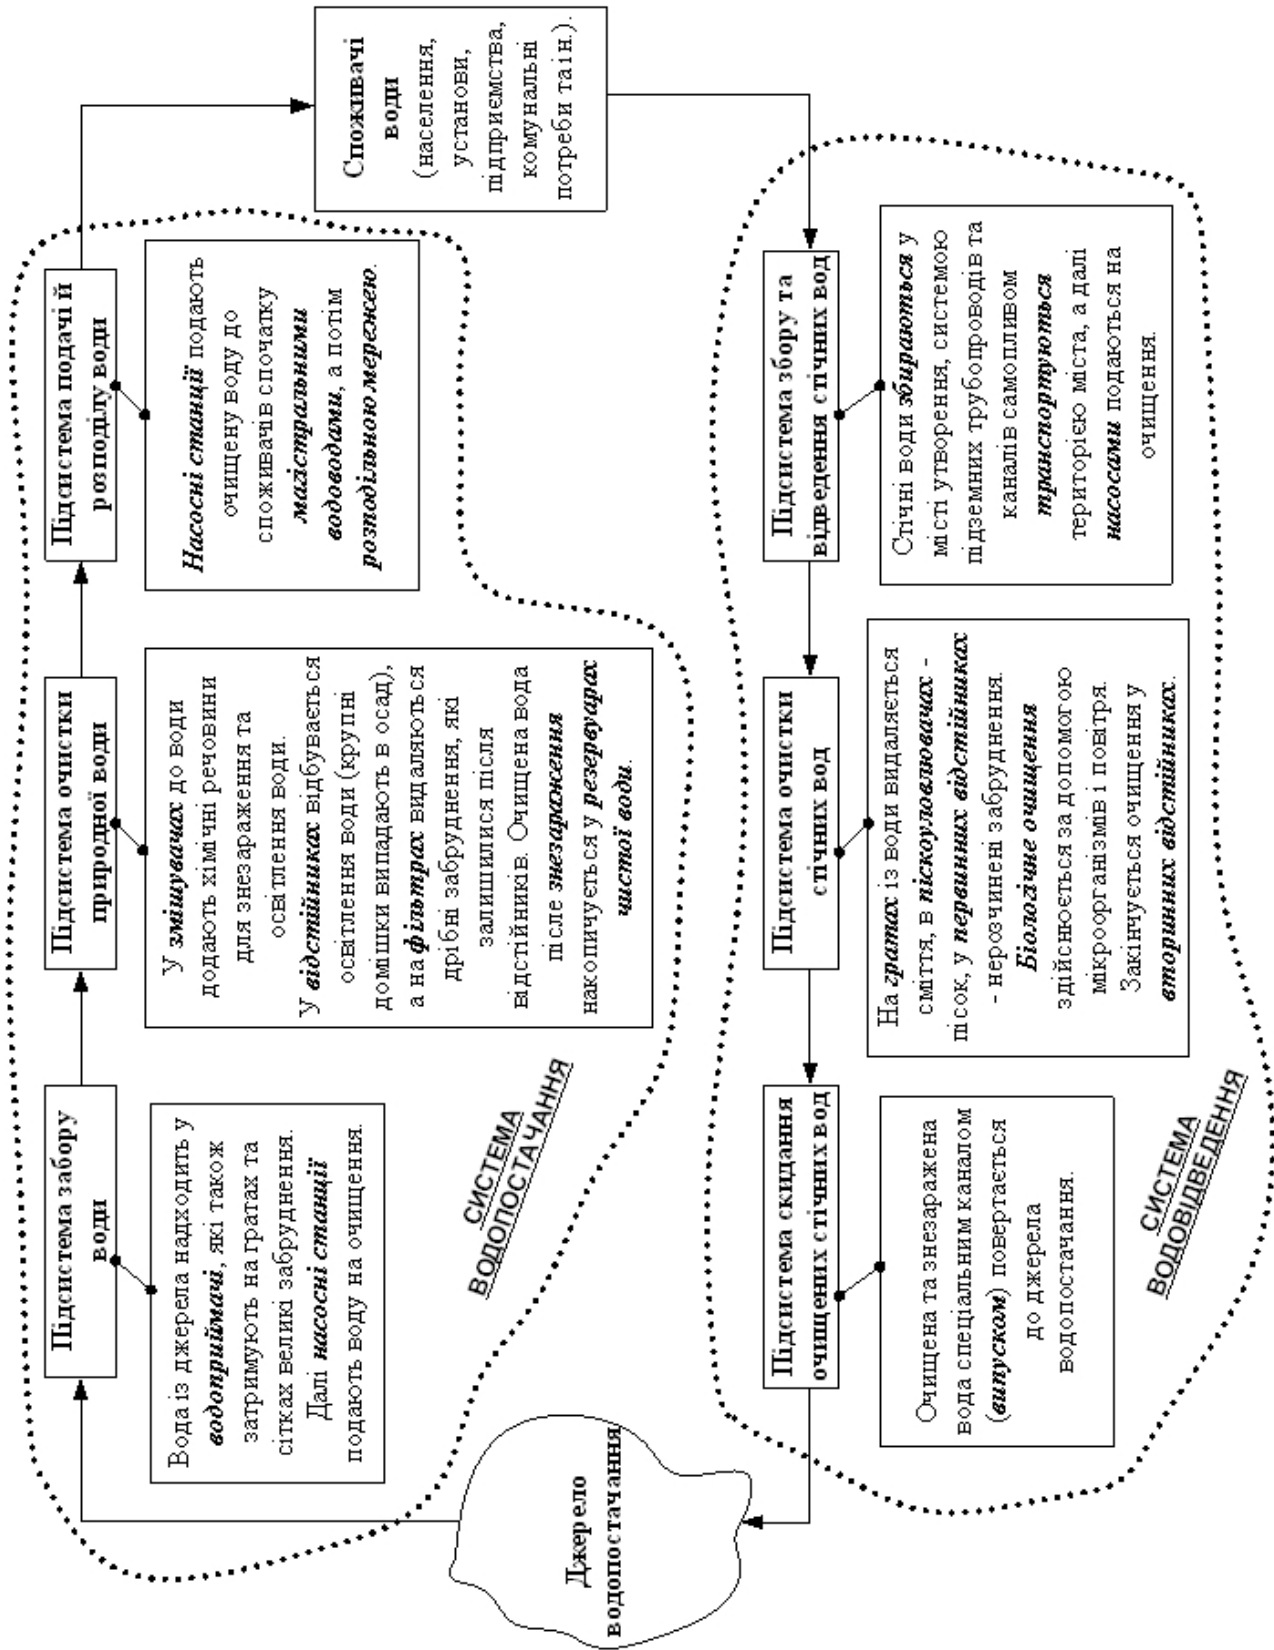 Джерело
водопостачання
Підсистема забору
води
Вода із джерела надходить у
водоприймачі, які також
затримують на ґратах та
сітках великі забруднення.
Далі насосні станції
подають воду на очищення.
Підсистема очистки
природної води
У змішувачах до води
додають хімічні речовини
для знезараження та
освітлення води.
У відстійниках відбувається
освітлення води (крупні
домішки випадають в осад),
а на фільтрах видаляються
дрібні забруднення, які
залишилися після
відстійників. Очищена вода
після знезараження
накопичується у резервуарах
чистої води.
Підсистема подачі й
розподілу води
Насосні станції подають
очищену воду до
споживачів спочатку
магістральними
водоводами, а потім
розподільною мережею.
СИСТЕМА
ВОДОПОСТАЧАННЯ
Споживачі
води
(населення,
установи,
підприємства,
комунальні
потреби та ін.).
Підсистема збору та
відведення стічних вод
Стічні води збираються у
місті утворення, системою
підземних трубопроводів та
каналів самопливом
транспортуються
територією міста, а далі
насосами подаються на
очищення.
Підсистема очистки
стічних вод
На ґратах із води видаляється
сміття, в піскоуловлювачах -
пісок, у первинних відстійниках
- нерозчинені забруднення.
Біологічне очищення
здійснюється за допомогою
мікроорганізмів і повітря.
Закінчується очищення у
вторинних відстійниках.
Підсистема скидання
очищених стічних вод
Очищена та знезаражена
вода спеціальним каналом
(випуском) повертається
до джерела
водопостачання.
СИСТЕМА
ВОДОВІДВЕДЕННЯ